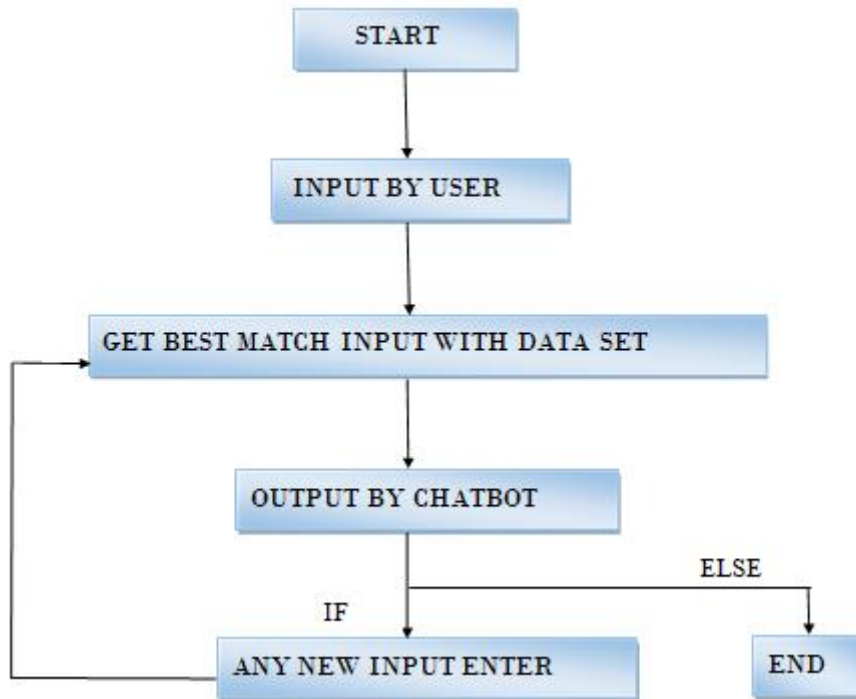 START
INPUT BY USER
GET BEST MATCH INPUT WITH DATA SET
OUTPUT BY CHATBOT
ELSE
IF
ANY NEW INPUT ENTER
END